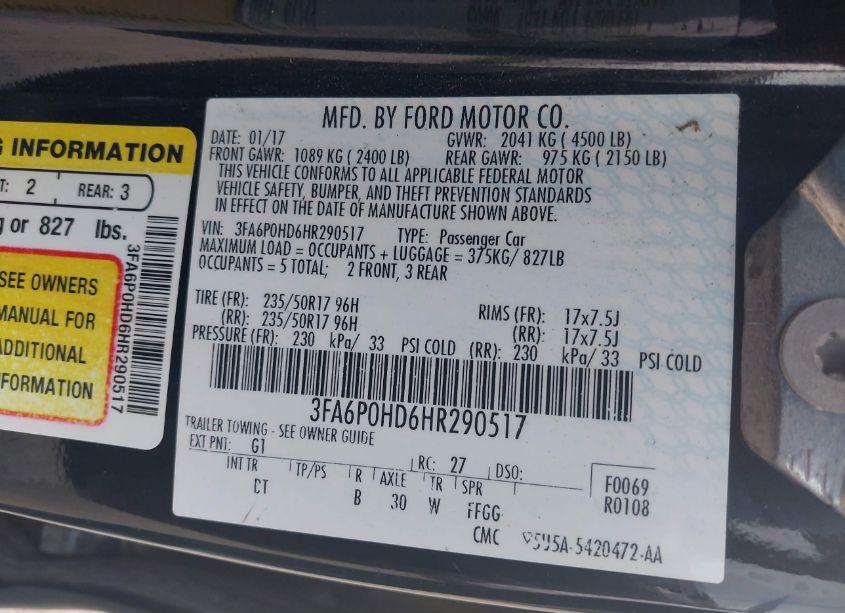 MFD. BY FORD MOTOR CO.
DATE: 01/17 GVWR: 2041 KG ( 4500 LB)
FRONT GAWR: 1089 KG ( 2400 LB) REAR GAWR: 975 KG ( 2150 LB)
THIS VEHICLE CONFORMS TO ALL APPLICABLE FEDERAL MOTOR
VEHICLE SAFETY, BUMPER, AND THEFT PREVENTION STANDARDS
IN EFFECT ON THE DATE OF MANUFACTURE SHOWN ABOVE.
VIN: 3FA6P0HD6HR290517 TYPE: Passenger Car
MAXIMUM LOAD = OCCUPANTS + LUGGAGE = 375KG/ 827LB
OCCUPANTS = 5 TOTAL; 2 FRONT, 3 REAR
TIRE (FR): 235/50R17 96H RIMS (FR): 17x7.5J
(RR): 235/50R17 96H (RR): 17x7.5J
PRESSURE (FR): 230 kPa/ 33 PSI COLD (RR): 230 kPa/ 33 PSI COLD
3FA6P0HD6HR290517
TRAILER TOWING - SEE OWNER GUIDE
EXT PNT: G1 RC: 27 DSO:
INT TR TP/PS R AXLE TR SPR
CT B 30 W FFGG
F0069
R0108
CMC 5U5A-5420472-AA
G INFORMATION
T: 2 REAR: 3
g or 827 lbs.
SEE OWNERS
MANUAL FOR
ADDITIONAL
INFORMATION
3FA6P0HD6HR290517